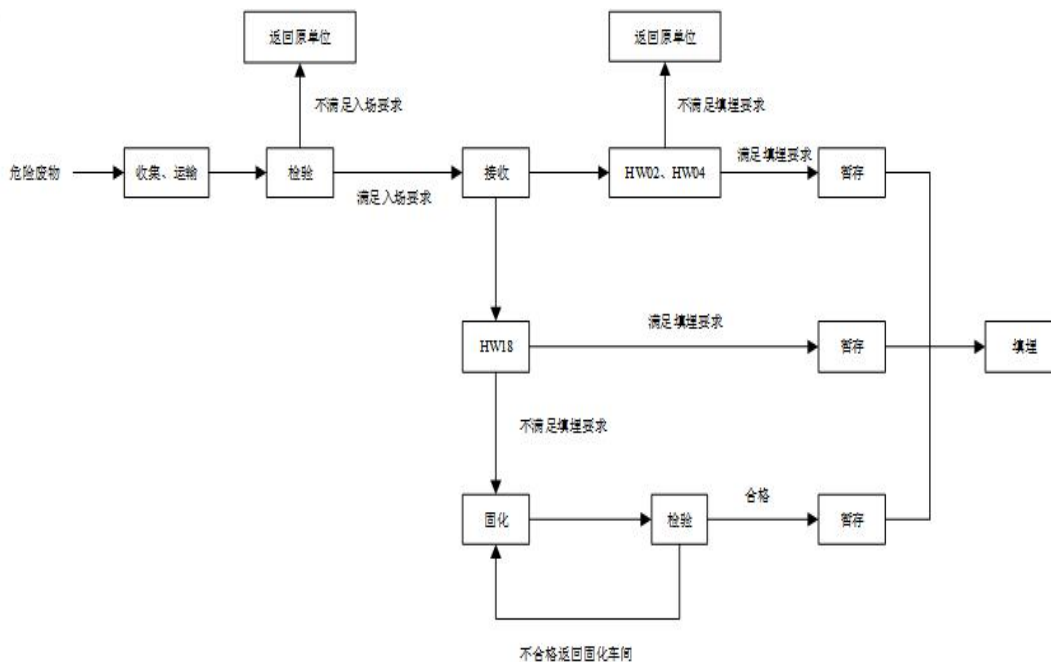 返回原单位
返回原单位
不满足入场要求
不满足填埋要求
危险废物
收集、运输
检验
满足入场要求
接收
HW02、HW04
满足填埋要求
暂存
HW18
满足填埋要求
暂存
填埋
不满足填埋要求
固化
检验
合格
暂存
不合格返回固化车间